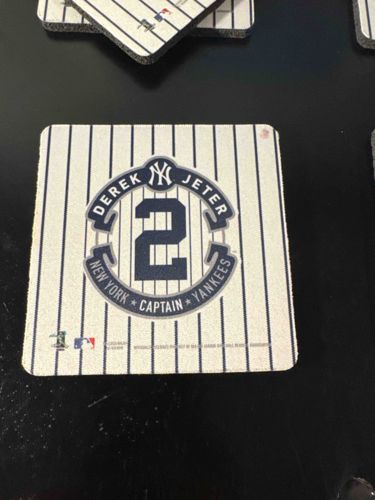 DEREK NY JETER
2
NEW YORK ★ CAPTAIN ★ YANKEES